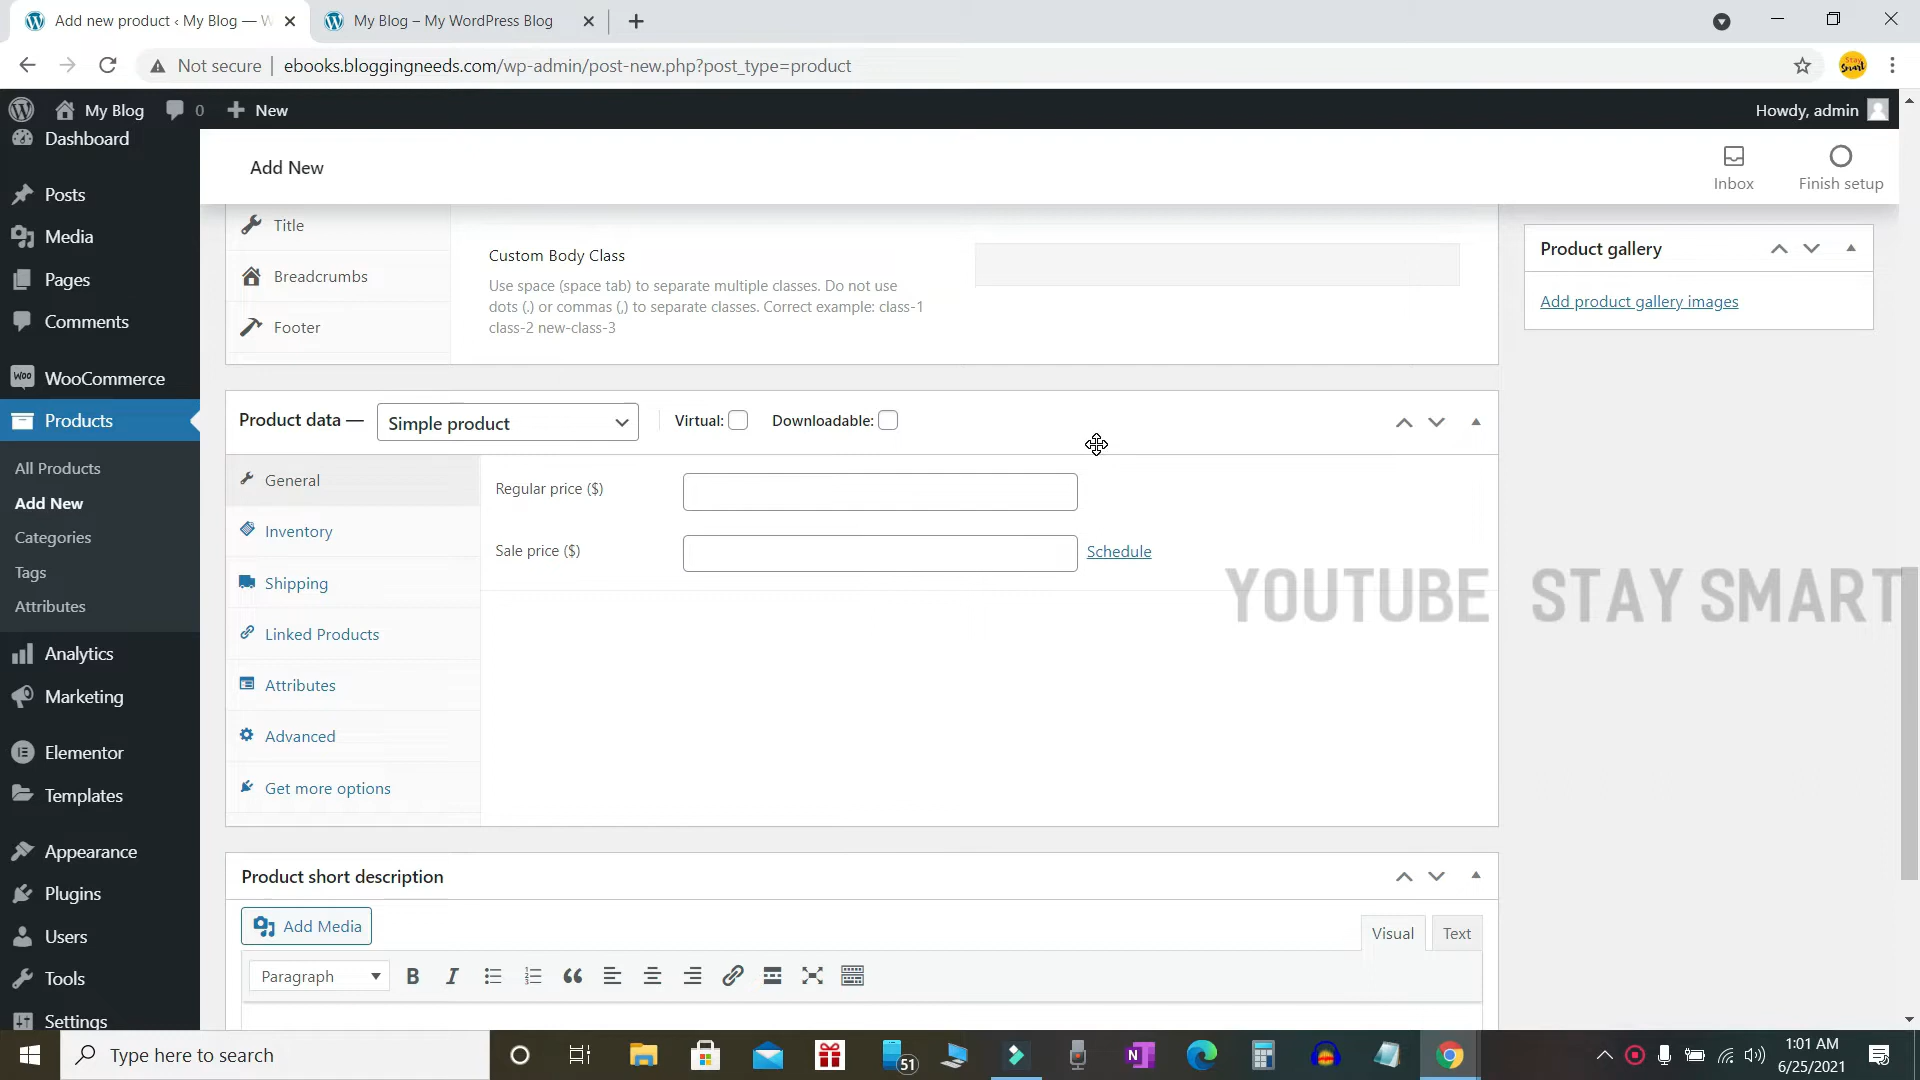 Add new product ‹ My Blog — W
My Blog – My WordPress Blog
Not secure
ebooks.bloggingneeds.com/wp-admin/post-new.php?post_type=product
Stay
Smart
My Blog
0
New
Howdy, admin
Dashboard
Posts
Media
Pages
Comments
Woo
WooCommerce
Products
All Products
Add New
Categories
Tags
Attributes
Analytics
Marketing
Elementor
Templates
Appearance
Plugins
Users
Tools
Settings
Add New
Inbox
Finish setup
Title
Breadcrumbs
Footer
Custom Body Class
Use space (space tab) to separate multiple classes. Do not use
dots (.) or commas (,) to separate classes. Correct example: class-1
class-2 new-class-3
Product gallery
Add product gallery images
Product data —
Simple product
Virtual:
Downloadable:
General
Inventory
Shipping
Linked Products
Attributes
Advanced
Get more options
Regular price ($)
Sale price ($)
Schedule
YOUTUBE STAY SMART
Product short description
Add Media
Visual
Text
Paragraph
B
I
Type here to search
51
N
1:01 AM
6/25/2021